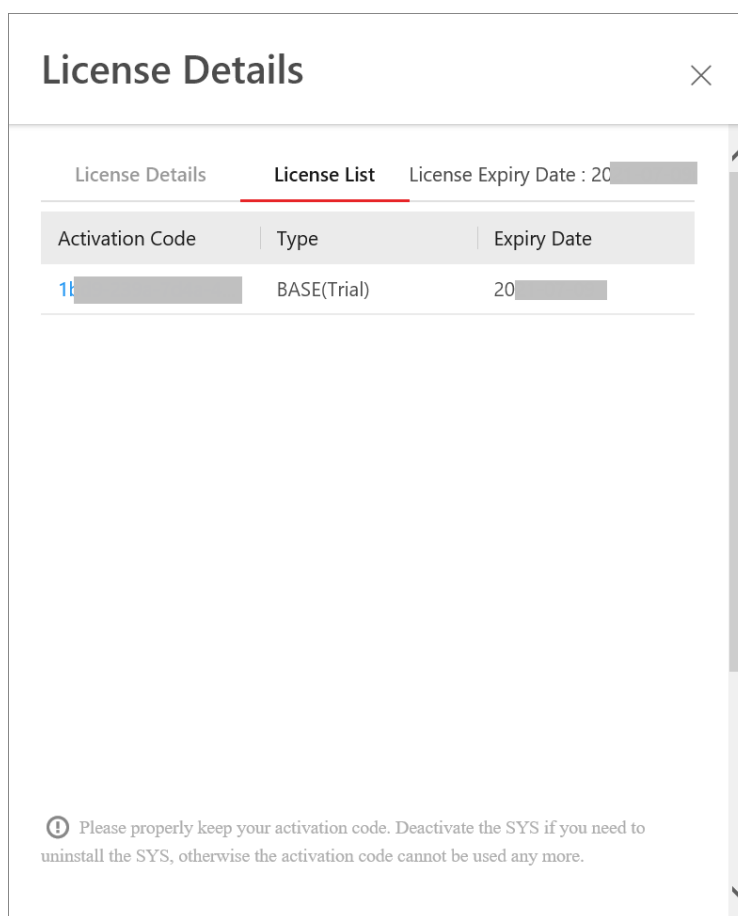 License Details
License Details License List License Expiry Date : 20
Activation Code Type Expiry Date
1b BASE(Trial) 20
Please properly keep your activation code. Deactivate the SYS if you need to
uninstall the SYS, otherwise the activation code cannot be used any more.